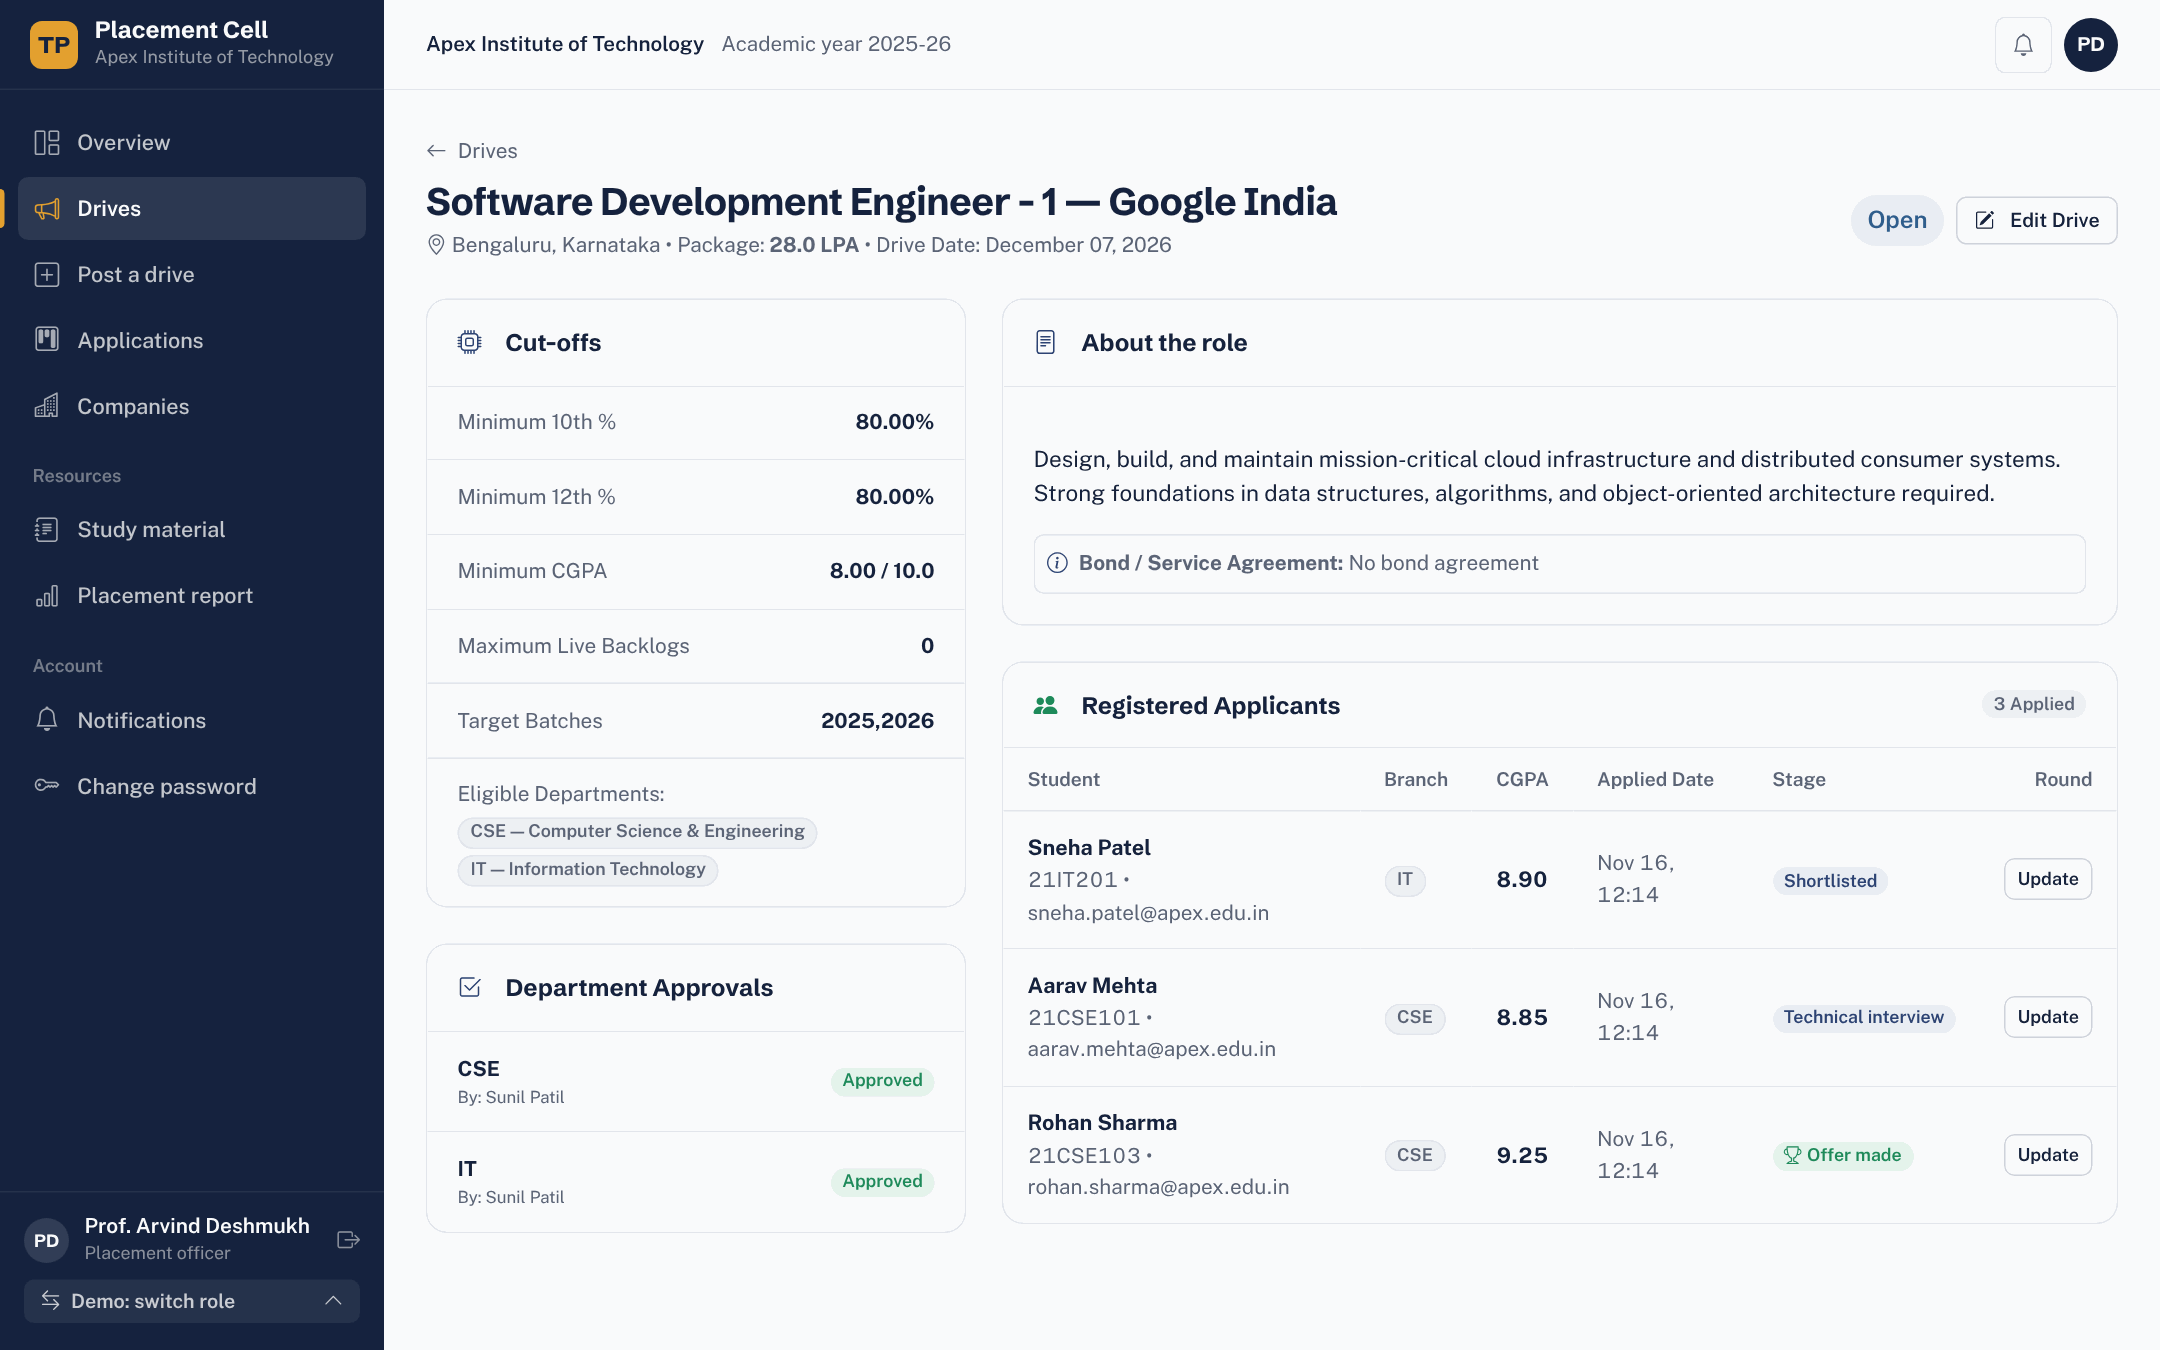 TP
Placement Cell
Apex Institute of Technology
Overview
Drives
Post a drive
Applications
Companies
Resources
Study material
Placement report
Account
Notifications
Change password
PD
Prof. Arvind Deshmukh
Placement officer
Demo: switch role
Apex Institute of Technology Academic year 2025-26
PD
← Drives
Software Development Engineer - 1 — Google India
Bengaluru, Karnataka • Package: 28.0 LPA • Drive Date: December 07, 2026
Open
Edit Drive
Cut-offs
Minimum 10th % 80.00%
Minimum 12th % 80.00%
Minimum CGPA 8.00 / 10.0
Maximum Live Backlogs 0
Target Batches 2025,2026
Eligible Departments:
CSE — Computer Science & Engineering
IT — Information Technology
Department Approvals
CSE
By: Sunil Patil
Approved
IT
By: Sunil Patil
Approved
About the role
Design, build, and maintain mission-critical cloud infrastructure and distributed consumer systems.
Strong foundations in data structures, algorithms, and object-oriented architecture required.
Bond / Service Agreement: No bond agreement
Registered Applicants
3 Applied
Student Branch CGPA Applied Date Stage Round
Sneha Patel
21IT201 •
sneha.patel@apex.edu.in
IT
8.90
Nov 16,
12:14
Shortlisted
Update
Aarav Mehta
21CSE101 •
aarav.mehta@apex.edu.in
CSE
8.85
Nov 16,
12:14
Technical interview
Update
Rohan Sharma
21CSE103 •
rohan.sharma@apex.edu.in
CSE
9.25
Nov 16,
12:14
Offer made
Update